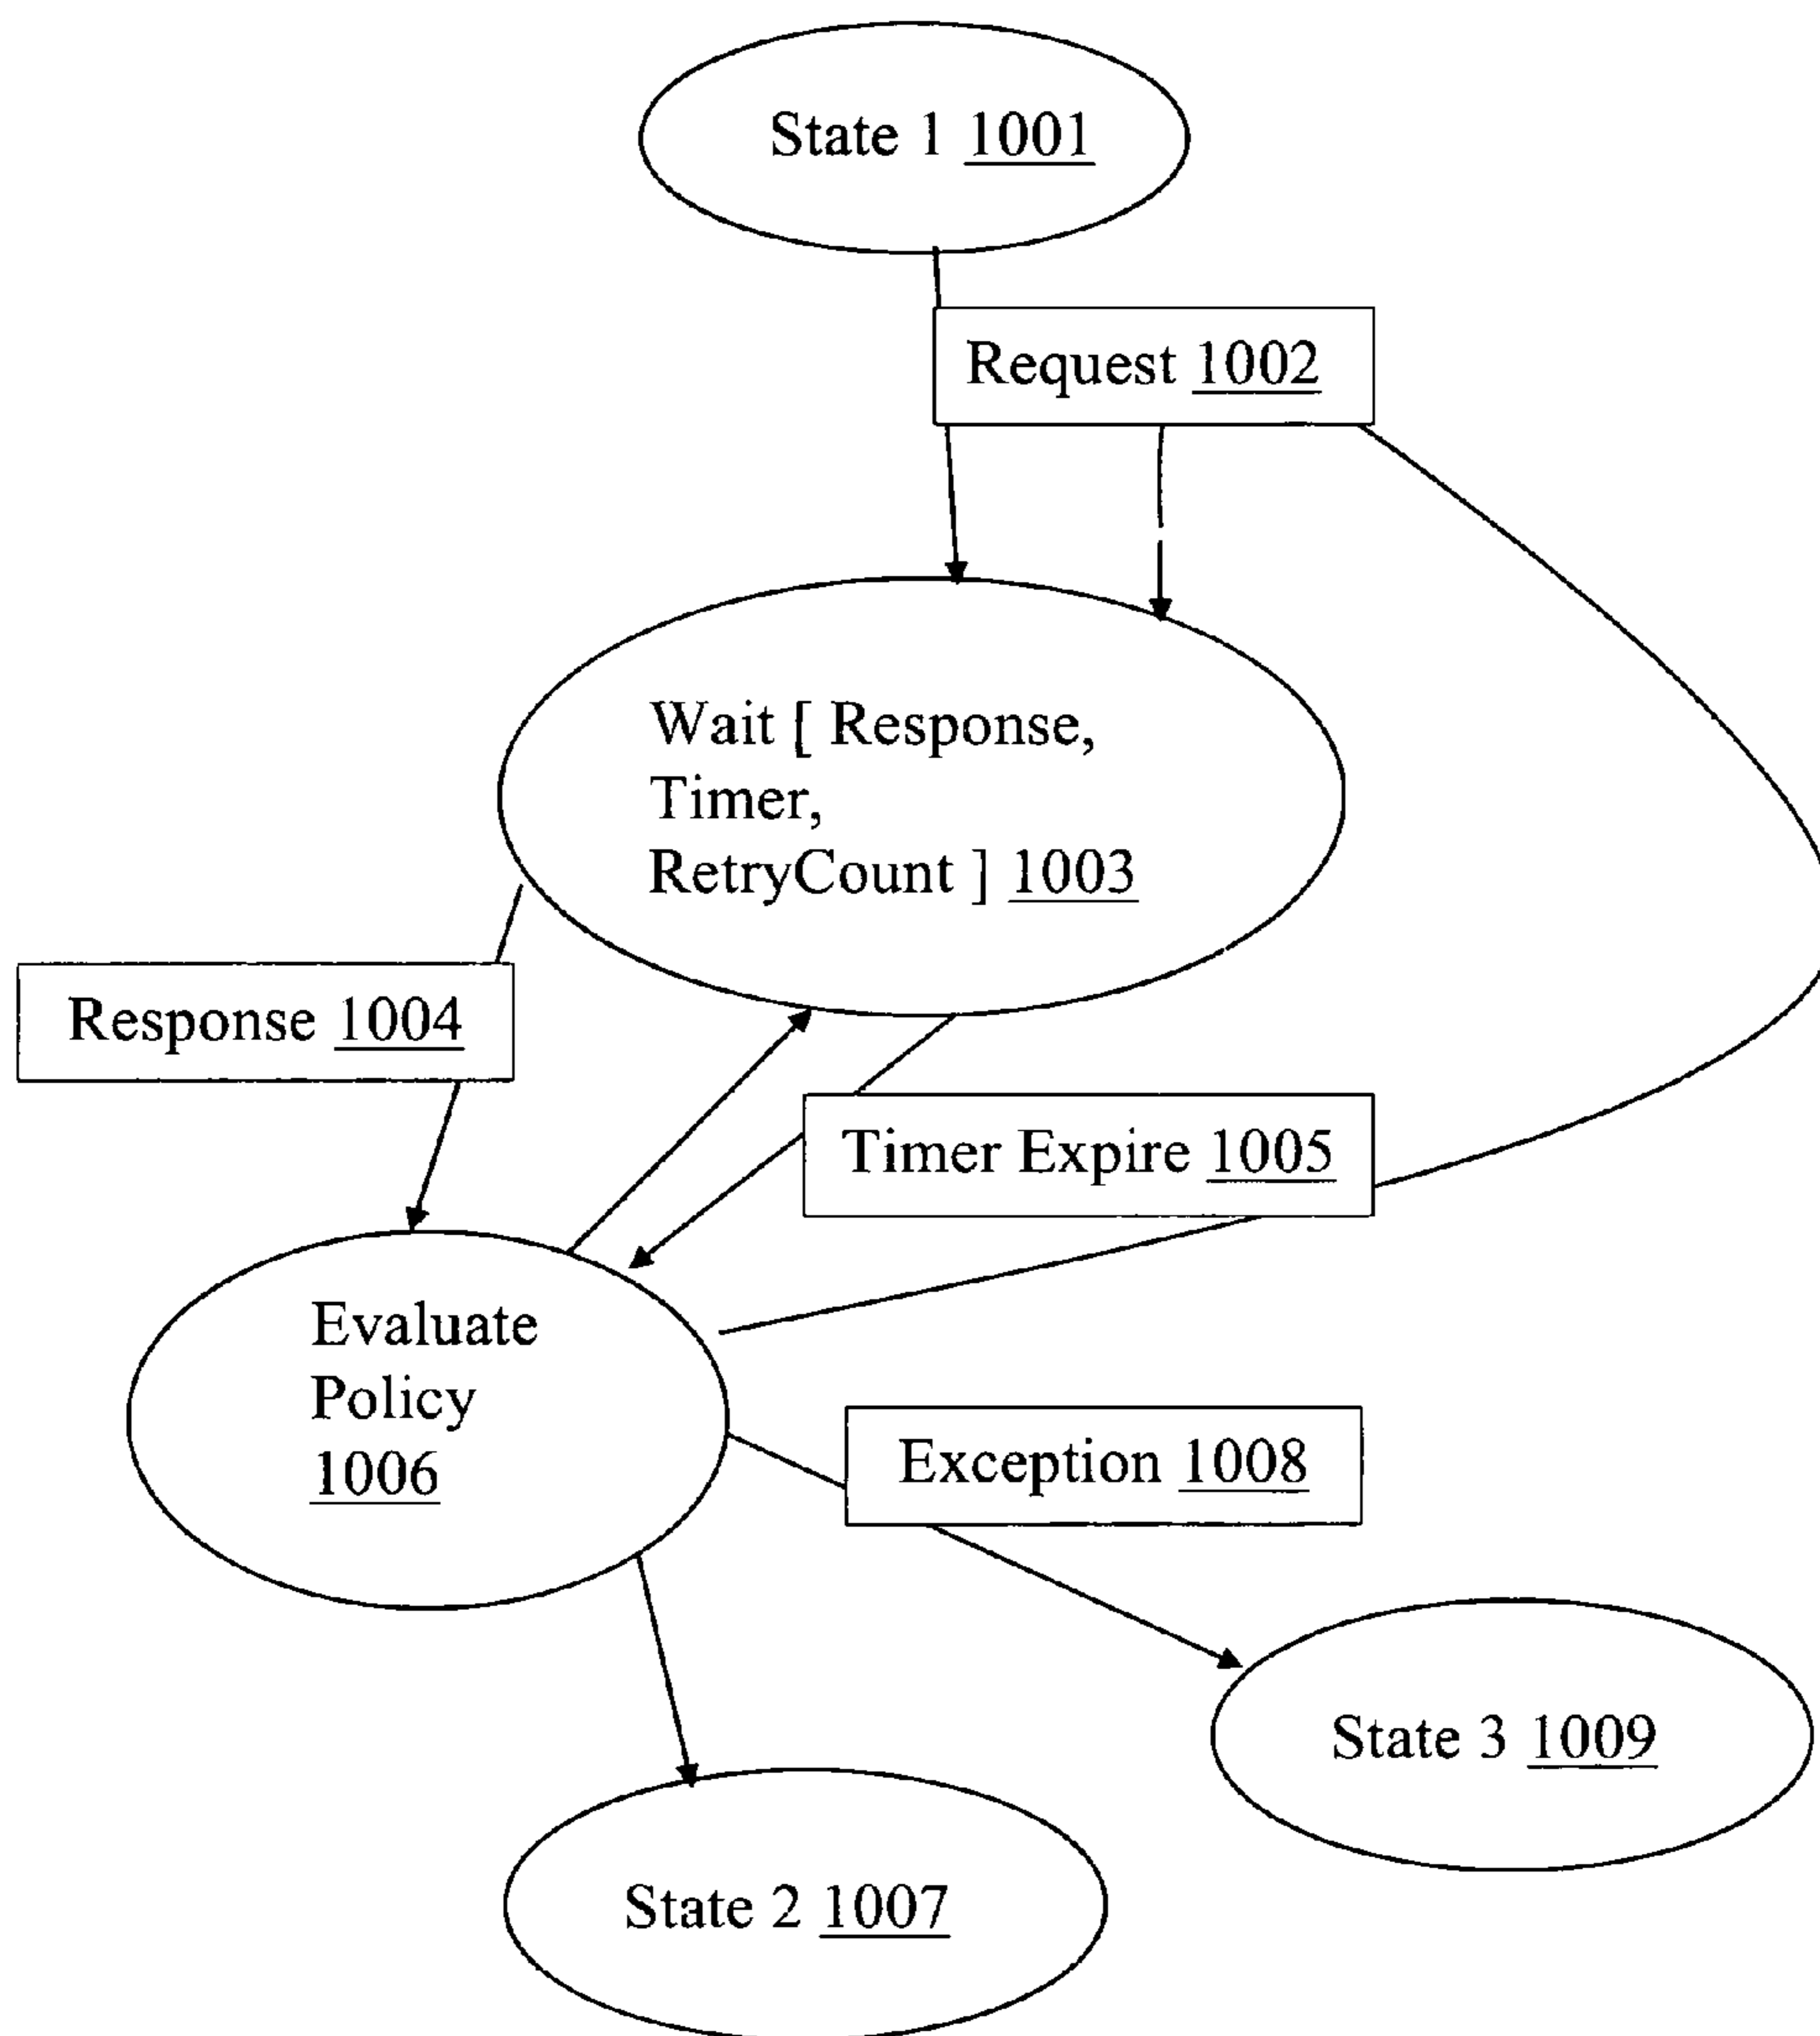 State 1 1001
Request 1002
Wait [ Response,
Timer,
RetryCount ] 1003
Response 1004
Timer Expire 1005
Evaluate
Policy
1006
Exception 1008
State 3 1009
State 2 1007